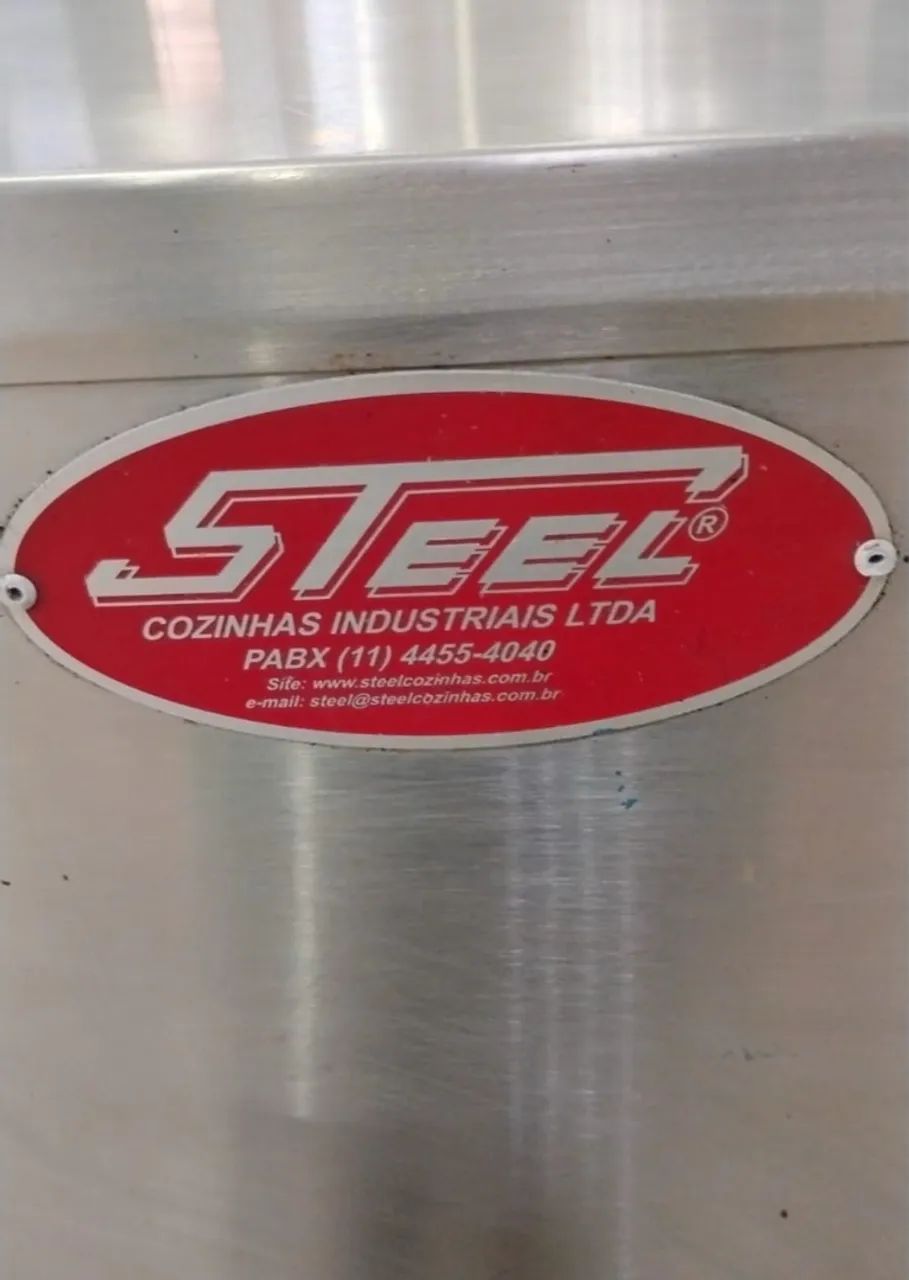 STEEL®
COZINHAS INDUSTRIAIS LTDA
PABX (11) 4455-4040
Site: www.steelcozinhas.com.br
e-mail: steel@steelcozinhas.com.br